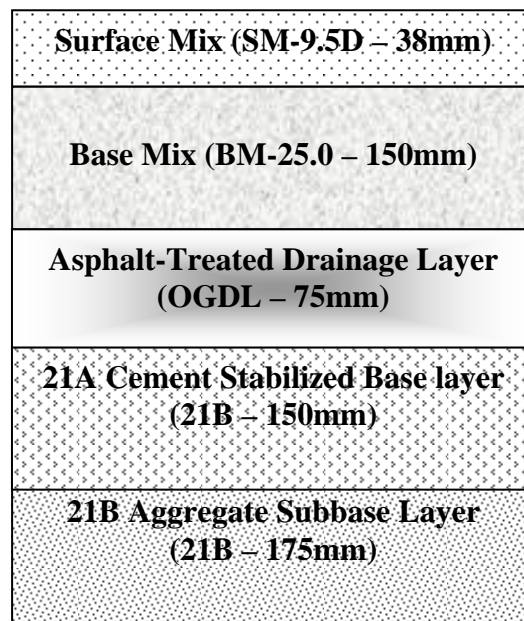 Surface Mix (SM-9.5D – 38mm)
Base Mix (BM-25.0 – 150mm)
Asphalt-Treated Drainage Layer
(OGDL – 75mm)
21A Cement Stabilized Base layer
(21B – 150mm)
21B Aggregate Subbase Layer
(21B – 175mm)